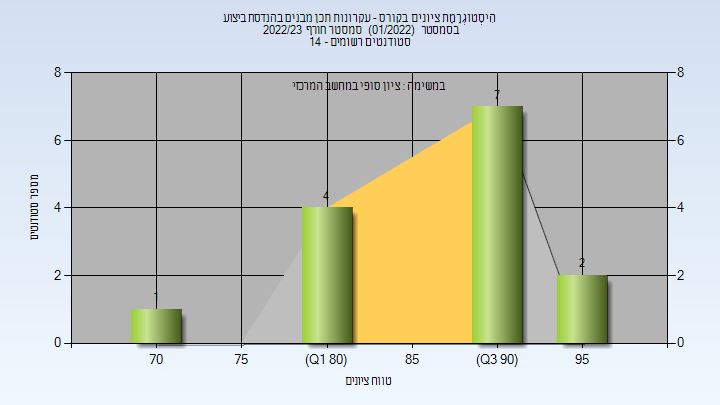 הִיסְטוֹגְרַמַת ציונים בקורס - עקרונות תכן מבנים בהנדסת ביצוע
בסמסטר (01/2022) סמסטר חורף 2022/23
סטודנטים רשומים - 14
במשימה : ציון סופי במחשב המרכזי
8 8
7
6 6
מספר סטודנטים
4
4 4
2
2 2
1
0 0
70 75 (Q1 80) 85 (Q3 90) 95
טווח ציונים